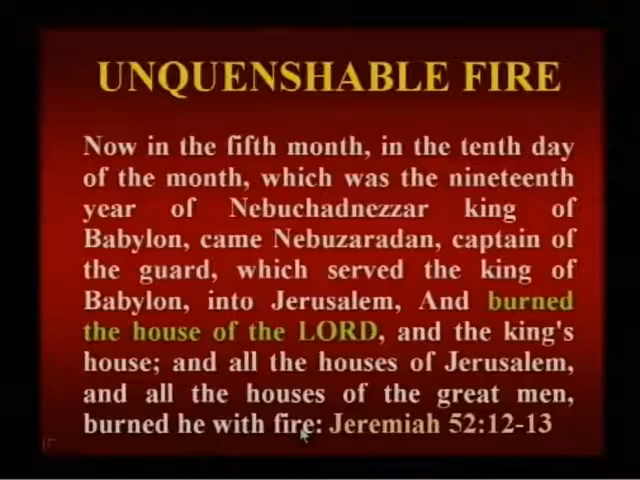 UNQUENSHABLE FIRE
Now in the fifth month, in the tenth day
of the month, which was the nineteenth
year of Nebuchadnezzar king of
Babylon, came Nebuzaradan, captain of
the guard, which served the king of
Babylon, into Jerusalem, And burned
the house of the LORD, and the king's
house; and all the houses of Jerusalem,
and all the houses of the great men,
burned he with fire: Jeremiah 52:12-13